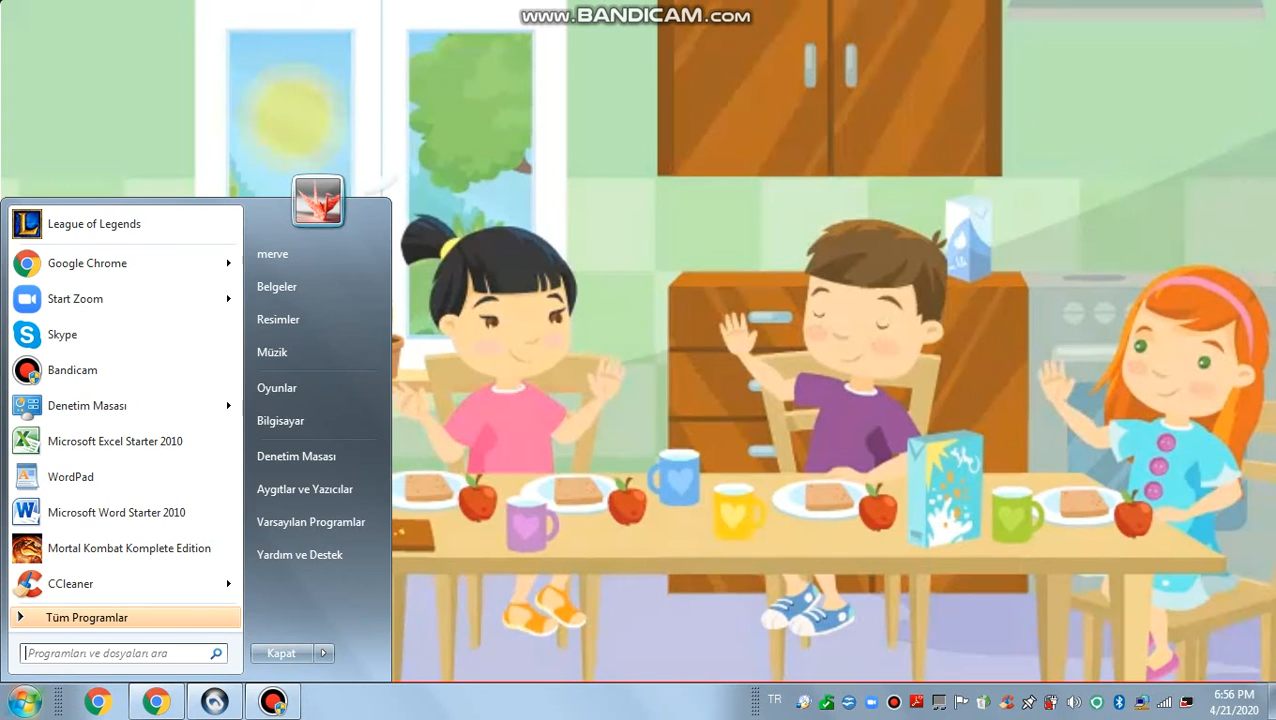 WWW.BANDICAM.COM
League of Legends
Google Chrome
Start Zoom
Skype
Bandicam
Denetim Masası
Microsoft Excel Starter 2010
WordPad
Microsoft Word Starter 2010
Mortal Kombat Komplete Edition
CCleaner
Tüm Programlar
Programları ve dosyaları ara
merve
Belgeler
Resimler
Müzik
Oyunlar
Bilgisayar
Denetim Masası
Aygıtlar ve Yazıcılar
Varsayılan Programlar
Yardım ve Destek
Kapat
TR
6:56 PM
4/21/2020